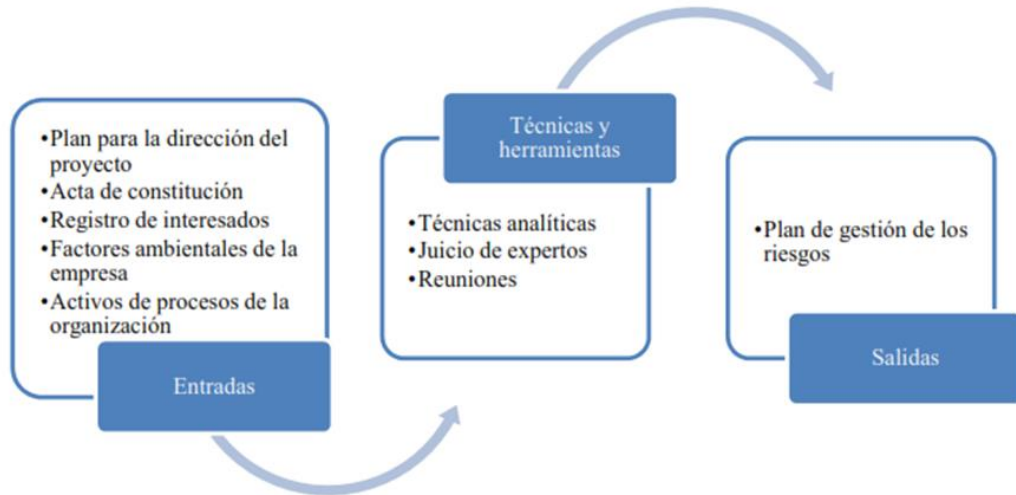 •Plan para la dirección del
proyecto
•Acta de constitución
•Registro de interesados
•Factores ambientales de la
empresa
•Activos de procesos de la
organización
Entradas
Técnicas y
herramientas
•Técnicas analíticas
•Juicio de expertos
•Reuniones
•Plan de gestión de los
riesgos
Salidas